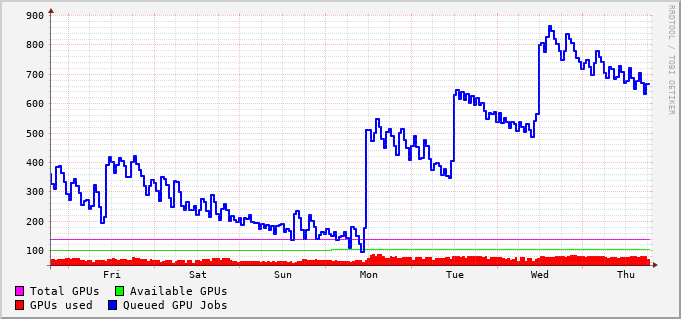 900
800
700
600
500
400
300
200
100
Fri Sat Sun Mon Tue Wed Thu
RRDTOOL / TOBI OETIKER
Total GPUs Available GPUs
GPUs used Queued GPU Jobs